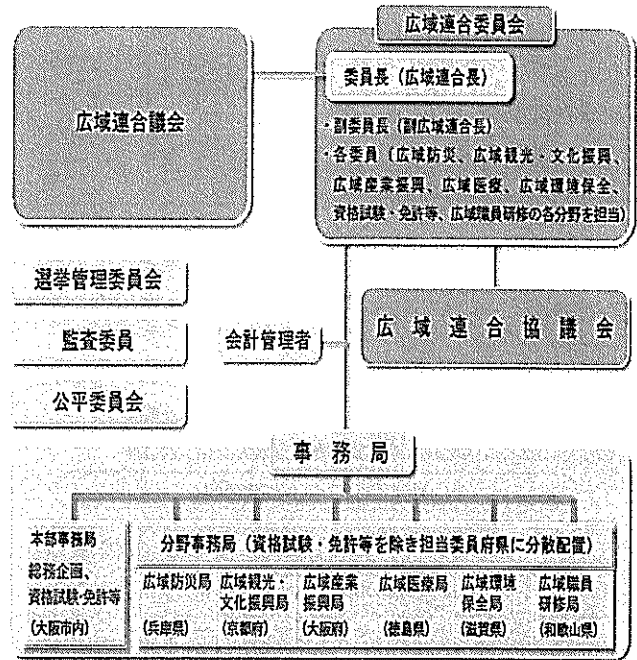 広域連合議会
広域連合委員会
委員長（広域連合長）
・副委員長（副広域連合長）
・各委員（広域防災、広域観光・文化振興、
広域産業振興、広域医療、広域環境保全、
資格試験・免許等、広域職員研修の各分野を担当）
選挙管理委員会
監査委員
公平委員会
会計管理者
広域連合協議会
事務局
本部事務局
総務企画、
資格試験・免許等
（大阪市内）
分野事務局（資格試験・免許等を除き担当委員府県に分散配置）
広域防災局
（兵庫県）
広域観光・
文化振興局
（京都府）
広域産業
振興局
（大阪府）
広域医療局
（徳島県）
広域環境
保全局
（滋賀県）
広域職員
研修局
（和歌山県）